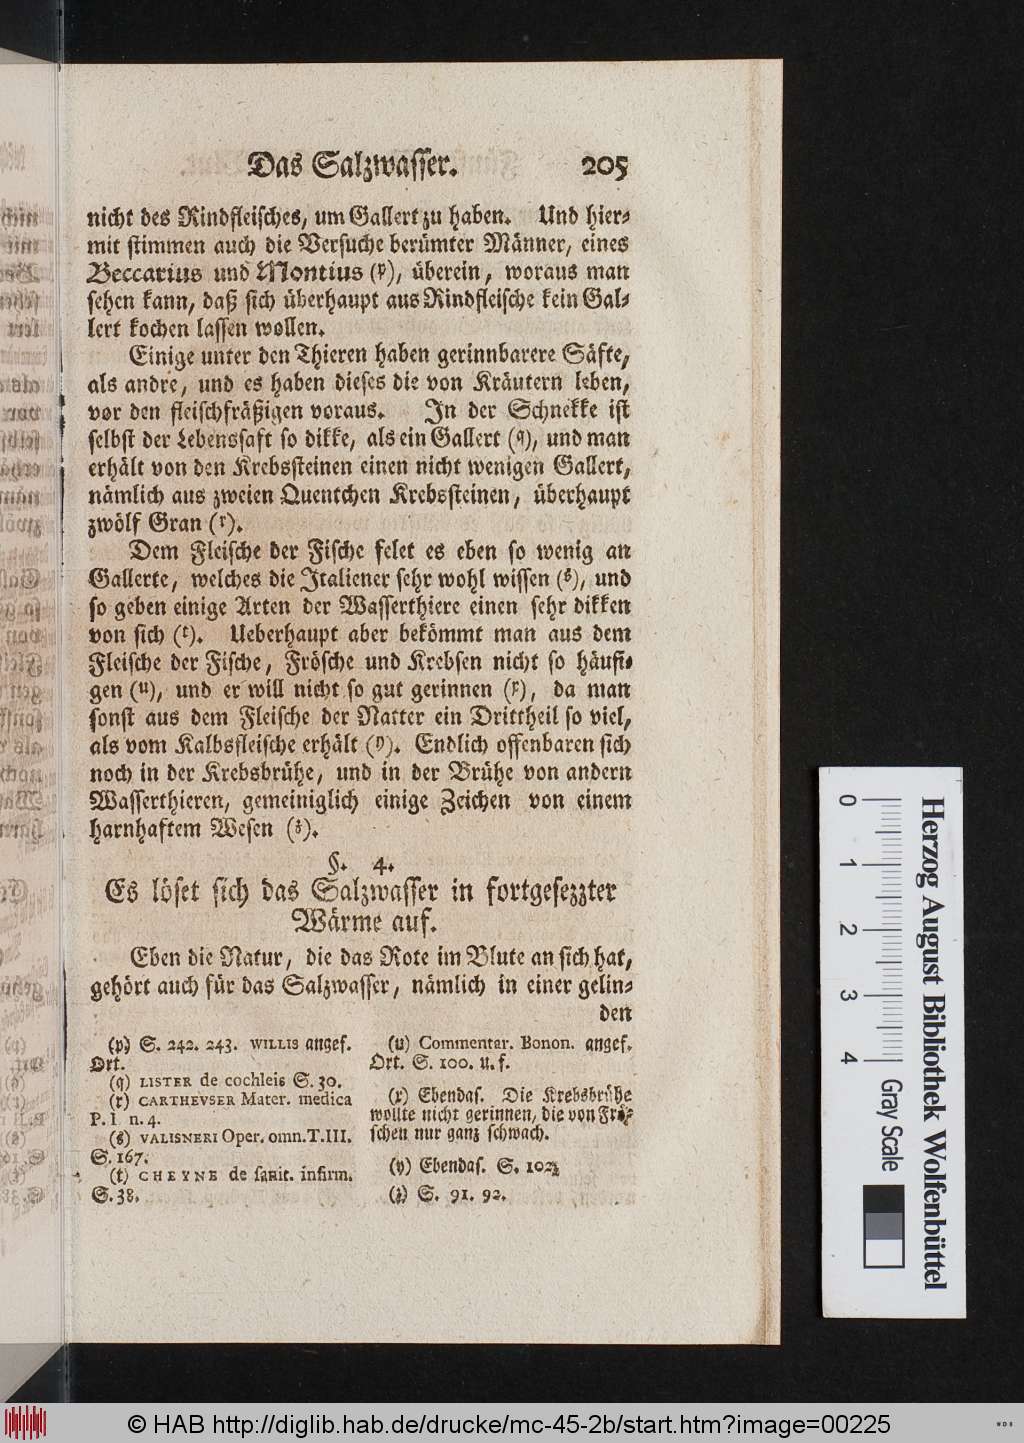 Das Salzwasser. 205
nicht des Rindfleisches, um Gallert zu haben. Und hier-
mit stimmen auch die Versuche berümter Männer, eines
Beccarius und Montius (p), überein, woraus man
sehen kann, daß sich überhaupt aus Rindfleische kein Gal-
lert kochen lassen wollen.
Einige unter den Thieren haben gerinnbarere Säfte,
als andre, und es haben dieses die von Kräutern leben,
vor den fleischfräßigen voraus. In der Schnekke ist
selbst der Lebenssaft so dikke, als ein Gallert (q), und man
erhält von den Krebssteinen einen nicht wenigen Gallert,
nämlich aus zweien Quentchen Krebssteinen, überhaupt
zwölf Gran (r).
Dem Fleische der Fische felet es eben so wenig an
Gallerte, welches die Italiener sehr wohl wissen (s), und
so geben einige Arten der Wasserthiere einen sehr dikken
von sich (t). Ueberhaupt aber bekömmt man aus dem
Fleische der Fische, Frösche und Krebsen nicht so häufi-
gen (u), und er will nicht so gut gerinnen (x), da man
sonst aus dem Fleische der Natter ein Drittheil so viel,
als vom Kalbsfleische erhält (y). Endlich offenbaren sich
noch in der Krebsbrühe, und in der Brühe von andern
Wasserthieren, gemeiniglich einige Zeichen von einem
harnhaftem Wesen (z).
§. 4.
Es löset sich das Salzwasser in fortgesezzter
Wärme auf.
Eben die Natur, die das Rote im Blute an sich hat,
gehört auch für das Salzwasser, nämlich in einer gelin-
den
(p) S. 242. 243. WILLIS angef.
Ort.
(q) LISTER de cochleis S. 30.
(r) CARTHEVSER Mater. medica
P. I n. 4.
(s) VALISNERI Oper. omn. T. III.
S. 167.
(t) CHEYNE de sanit. infirm.
S. 38.
(u) Commentar. Bonon. angef.
Ort. S. 100. u. f.
(x) Ebendas. Die Krebsbrühe
wollte nicht gerinnen, die von Frö-
schen nur ganz schwach.
(y) Ebendas. S. 102.
(z) S. 91. 92.
0 1 2 3 4
Herzog August Bibliothek Wolfenbüttel
Gray Scale
© HAB http://diglib.hab.de/drucke/mc-45-2b/start.htm?image=00225